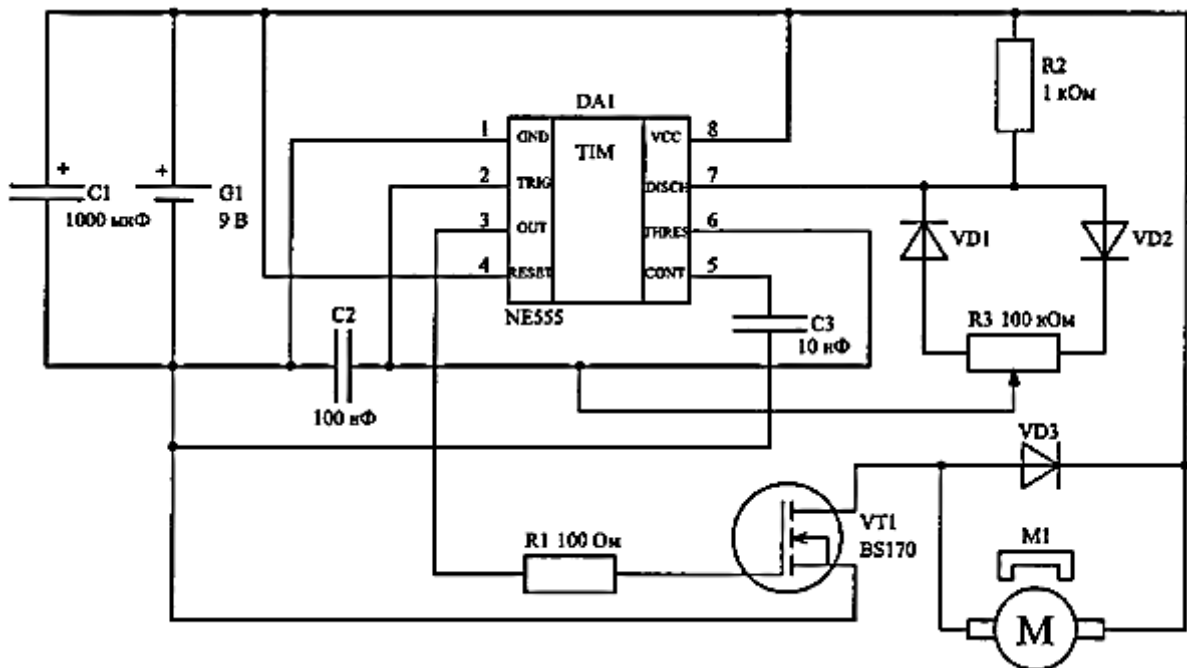 DA1
1 GND TIM VCC 8
2 TRIG DISCH 7
3 OUT THRES 6
4 RESET CONT 5
NE555
+
C1
1000 мкФ
+
G1
9 В
R2
1 кОм
VD1
VD2
R3 100 кОм
C2
100 нФ
C3
10 нФ
VD3
R1 100 Ом
VT1
BS170
M1
M